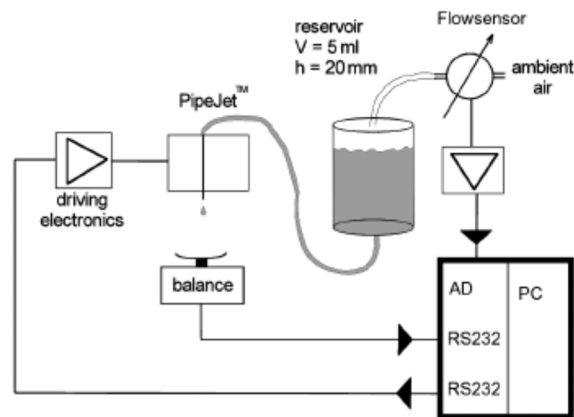 Flowsensor
reservoir
V = 5 ml
h = 20 mm
ambient
air
PipeJet™
driving
electronics
balance
AD
PC
RS232
RS232